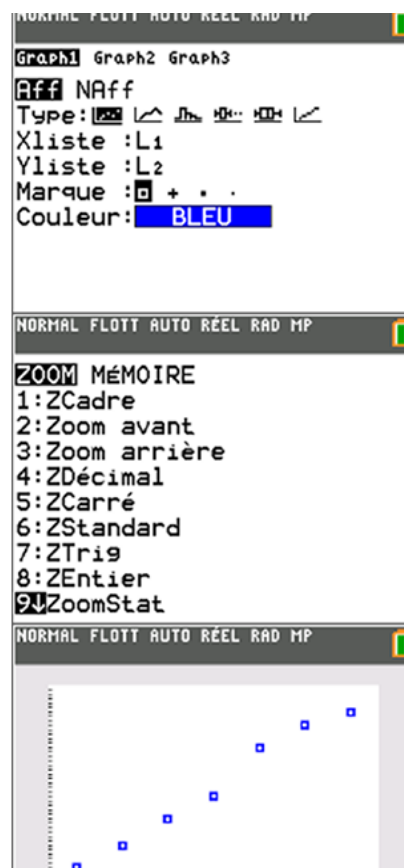 NORMAL FLOTT AUTO RÉEL RAD MP
Graph1 Graph2 Graph3
Aff NAff
Type:
Xliste :L1
Yliste :L2
Marque :
Couleur: BLEU
NORMAL FLOTT AUTO RÉEL RAD MP
ZOOM MéMOIRE
1:ZCadre
2:Zoom avant
3:Zoom arrière
4:ZDécimal
5:ZCarré
6:ZStandard
7:ZTrig
8:ZEntier
9↓ZoomStat
NORMAL FLOTT AUTO RÉEL RAD MP